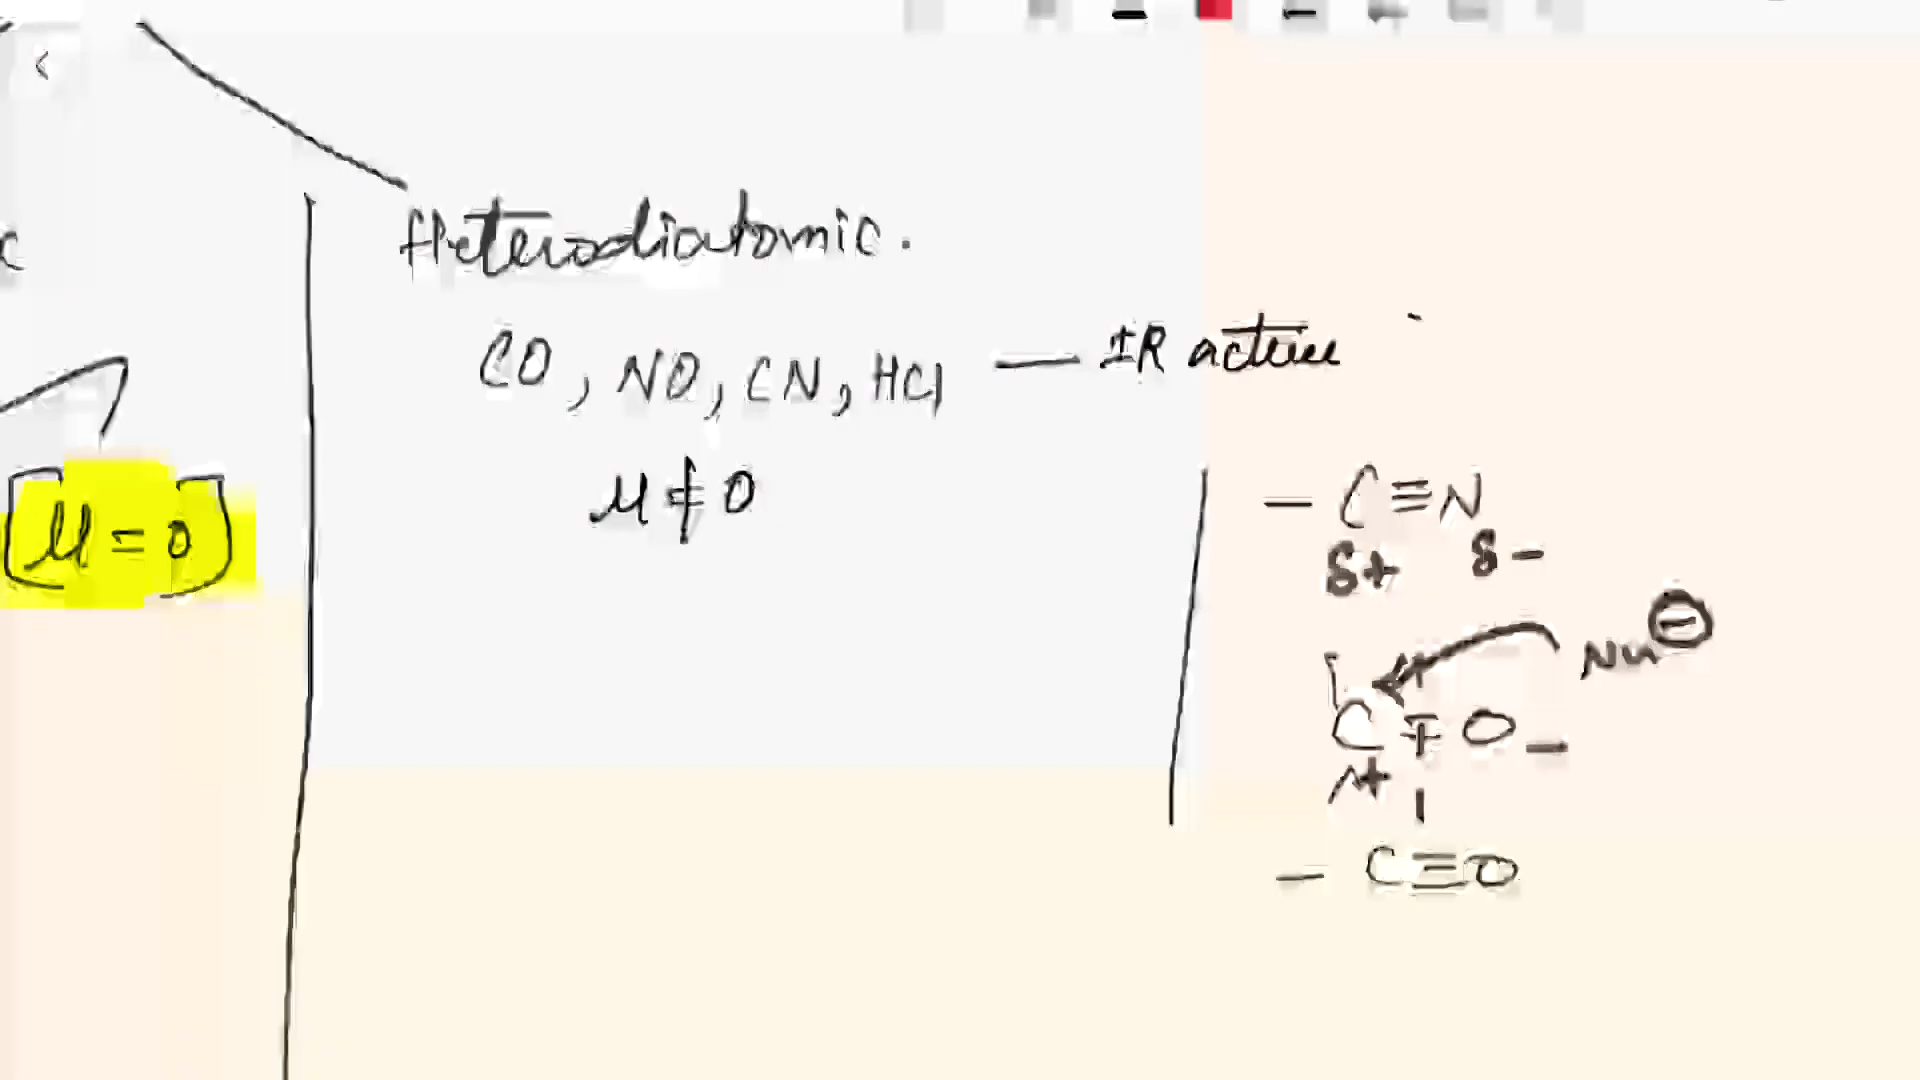 Heterodiatomic.
CO, NO, CN, HCl — IR active
μ = 0
μ ≠ 0
— C ≡ N
δ+ δ-
Nu ⊖
— C ≡ O